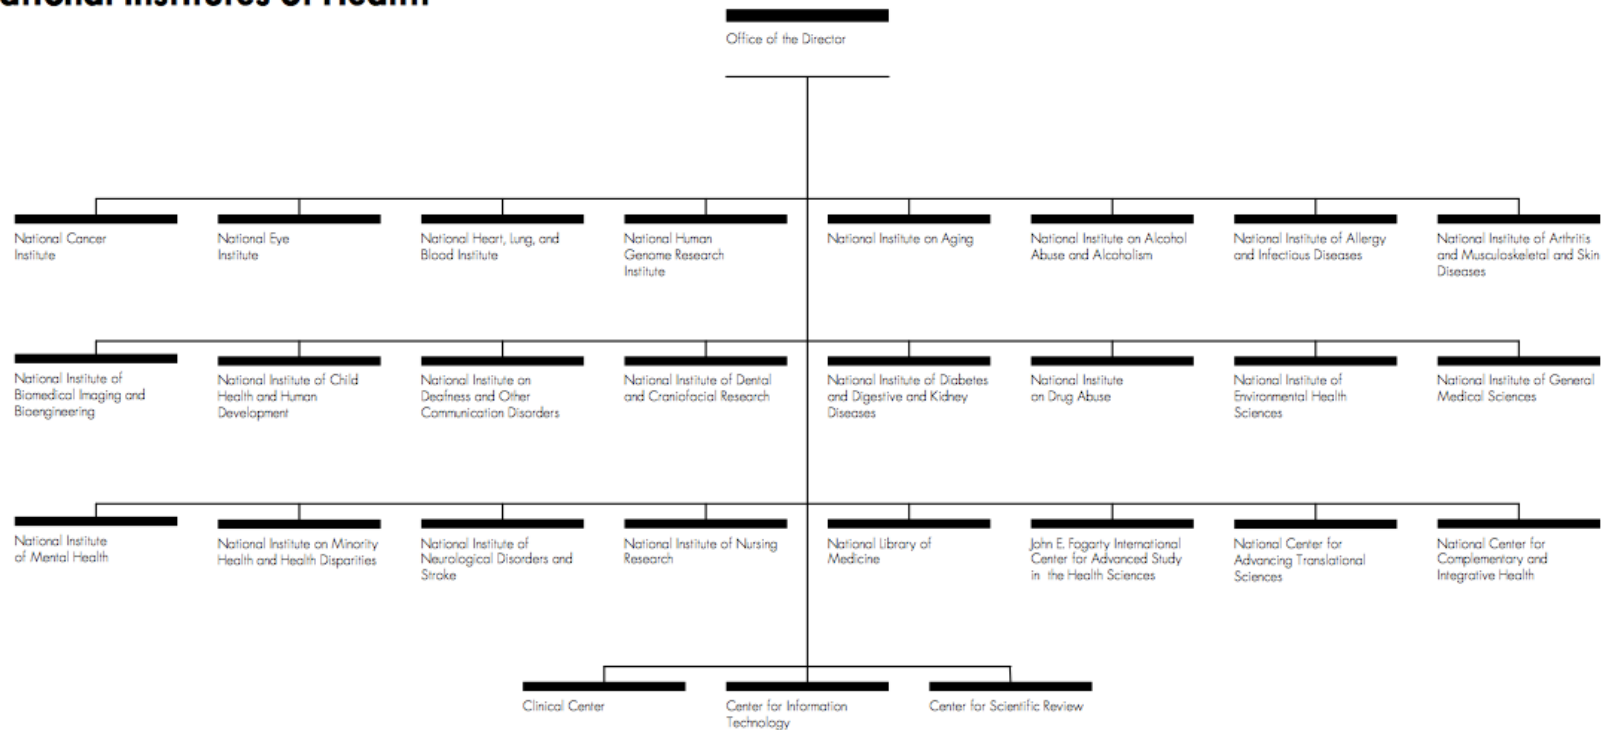 National Institutes of Health
Office of the Director
National Cancer
Institute
National Eye
Institute
National Heart, Lung, and
Blood Institute
National Human
Genome Research
Institute
National Institute on Aging
National Institute on Alcohol
Abuse and Alcoholism
National Institute of Allergy
and Infectious Diseases
National Institute of Arthritis
and Musculoskeletal and Skin
Diseases
National Institute of
Biomedical Imaging and
Bioengineering
National Institute of Child
Health and Human
Development
National Institute on
Deafness and Other
Communication Disorders
National Institute of Dental
and Craniofacial Research
National Institute of Diabetes
and Digestive and Kidney
Diseases
National Institute
on Drug Abuse
National Institute of
Environmental Health
Sciences
National Institute of General
Medical Sciences
National Institute
of Mental Health
National Institute on Minority
Health and Health Disparities
National Institute of
Neurological Disorders and
Stroke
National Institute of Nursing
Research
National Library of
Medicine
John E. Fogarty International
Center for Advanced Study
in the Health Sciences
National Center for
Advancing Translational
Sciences
National Center for
Complementary and
Integrative Health
Clinical Center
Center for Information
Technology
Center for Scientific Review